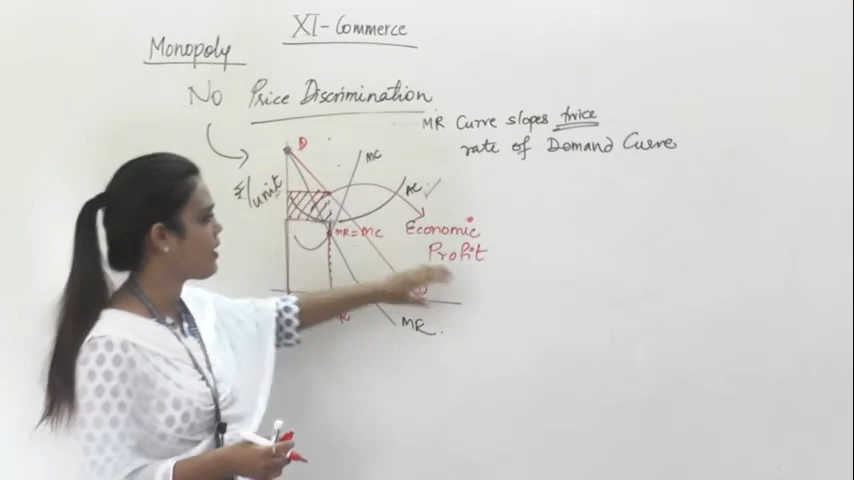 XI-Commerce
Monopoly
No Price Discrimination
MR Curve slopes twice
rate of Demand Curve
D
MC
₹/unit
AC
MR=MC
Economic
Profit
MR